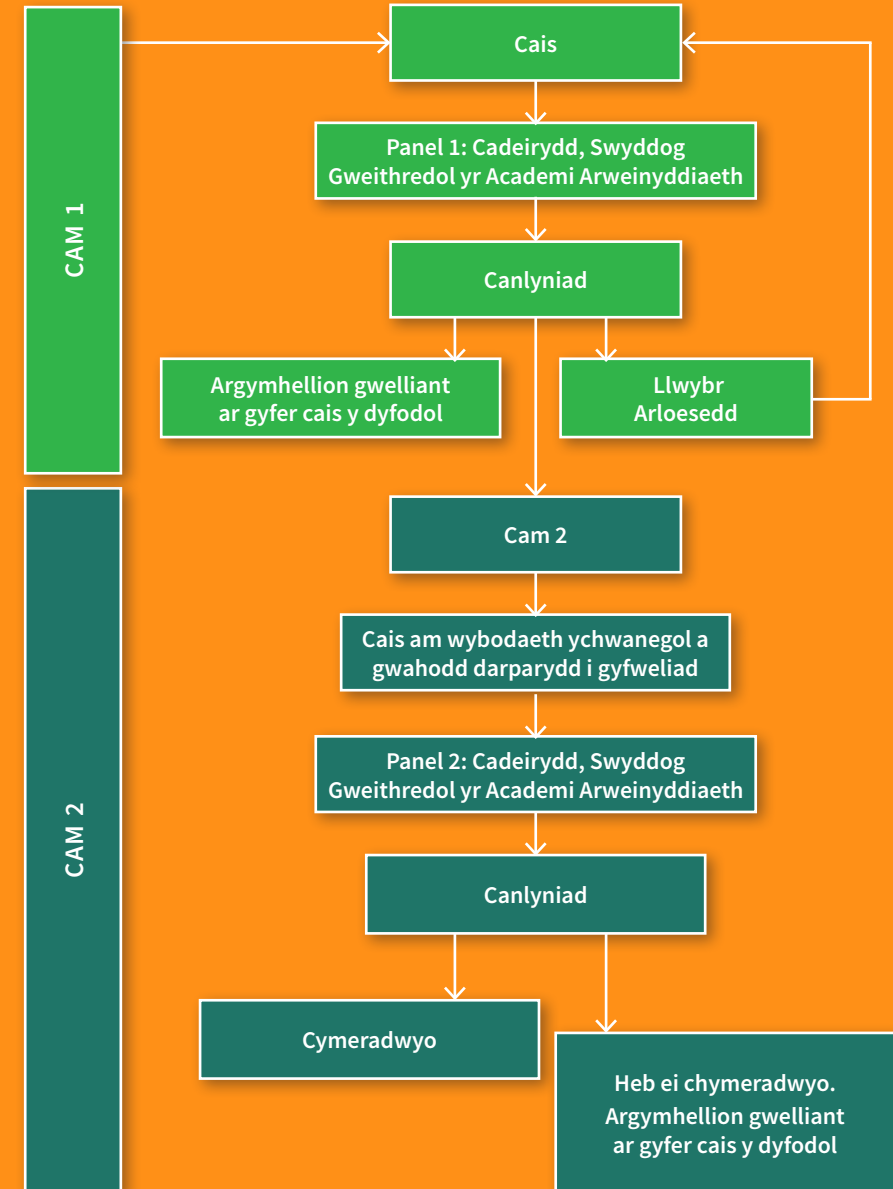 CAM 1
Cais
Panel 1: Cadeirydd, Swyddog
Gweithredol yr Academi Arweinyddiaeth
Canlyniad
Argymhellion gwelliant
ar gyfer cais y dyfodol
Llwybr
Arloesedd
CAM 2
Cam 2
Cais am wybodaeth ychwanegol a
gwahodd darparydd i gyfweliad
Panel 2: Cadeirydd, Swyddog
Gweithredol yr Academi Arweinyddiaeth
Canlyniad
Cymeradwyo
Heb ei chymeradwyo.
Argymhellion gwelliant
ar gyfer cais y dyfodol